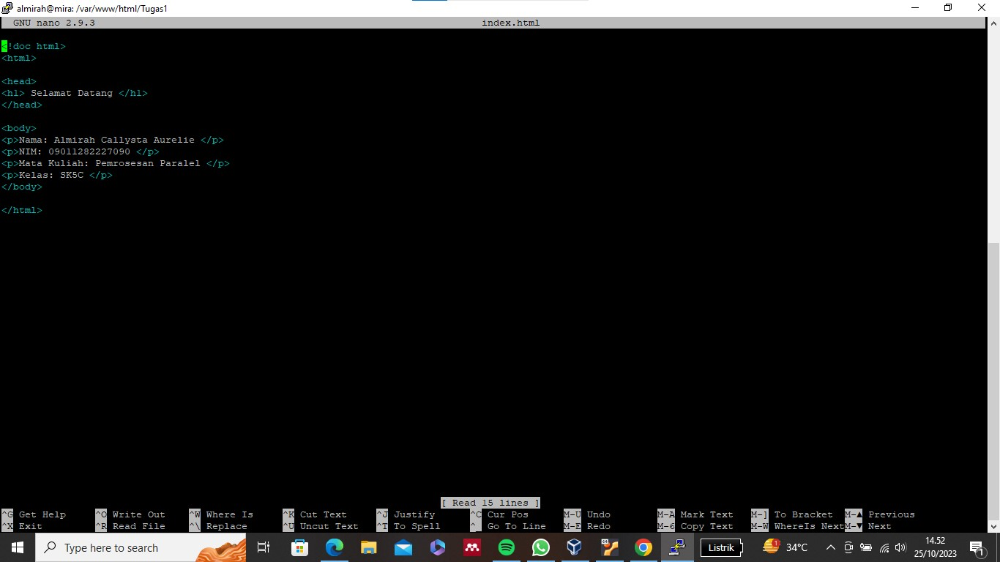 almirah@mira: /var/www/html/Tugas1
GNU nano 2.9.3 index.html
<!doc html>
<html>
<head>
<h1> Selamat Datang </h1>
</head>
<body>
<p>Nama: Almirah Callysta Aurelie </p>
<p>NIM: 09011282227090 </p>
<p>Mata Kuliah: Pemrosesan Paralel </p>
<p>Kelas: SK5C </p>
</body>
</html>
[ Read 15 lines ]
^G Get Help ^O Write Out ^W Where Is ^K Cut Text ^J Justify ^C Cur Pos M-U Undo M-A Mark Text M-] To Bracket M-▲ Previous
^X Exit ^R Read File ^\ Replace ^U Uncut Text ^T To Spell ^_ Go To Line M-E Redo M-6 Copy Text M-W WhereIs Next M-▼ Next
Type here to search Listrik 1 34°C 14.52
25/10/2023 1